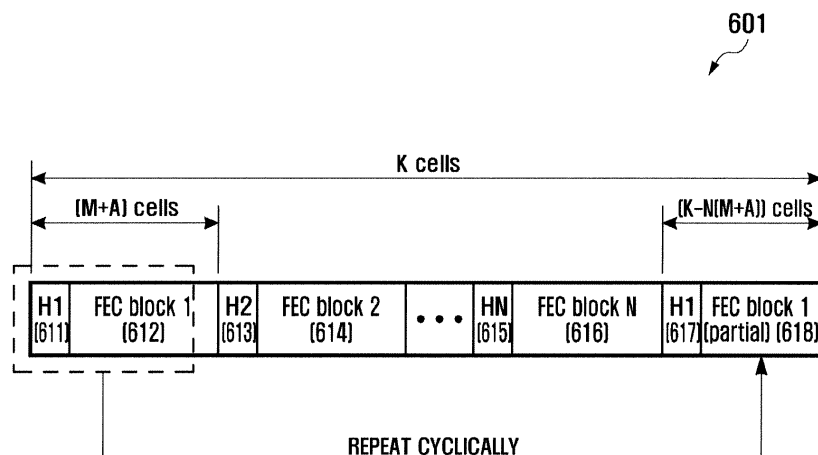 601
K cells
(M+A) cells
(K-N(M+A)) cells
H1
(611)
FEC block 1
(612)
H2
(613)
FEC block 2
(614)
•••
HN
(615)
FEC block N
(616)
H1
(617)
FEC block 1
(partial) (618)
REPEAT CYCLICALLY